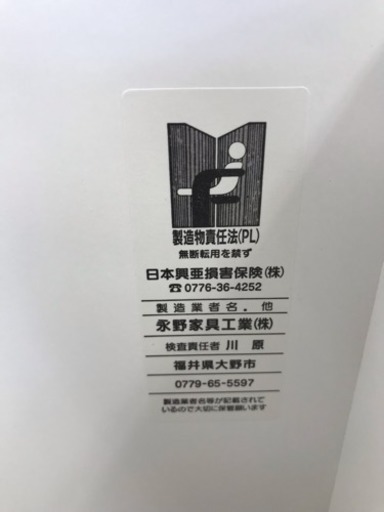 製造物責任法(PL)
無断転用を禁ず
日本興亜損害保険(株)
☎0776-36-4252
製造業者名。他
永野家具工業(株)
検査責任者 川原
福井県大野市
0779-65-5597
製造業者名等が記載されて
いるので大切に保管願います